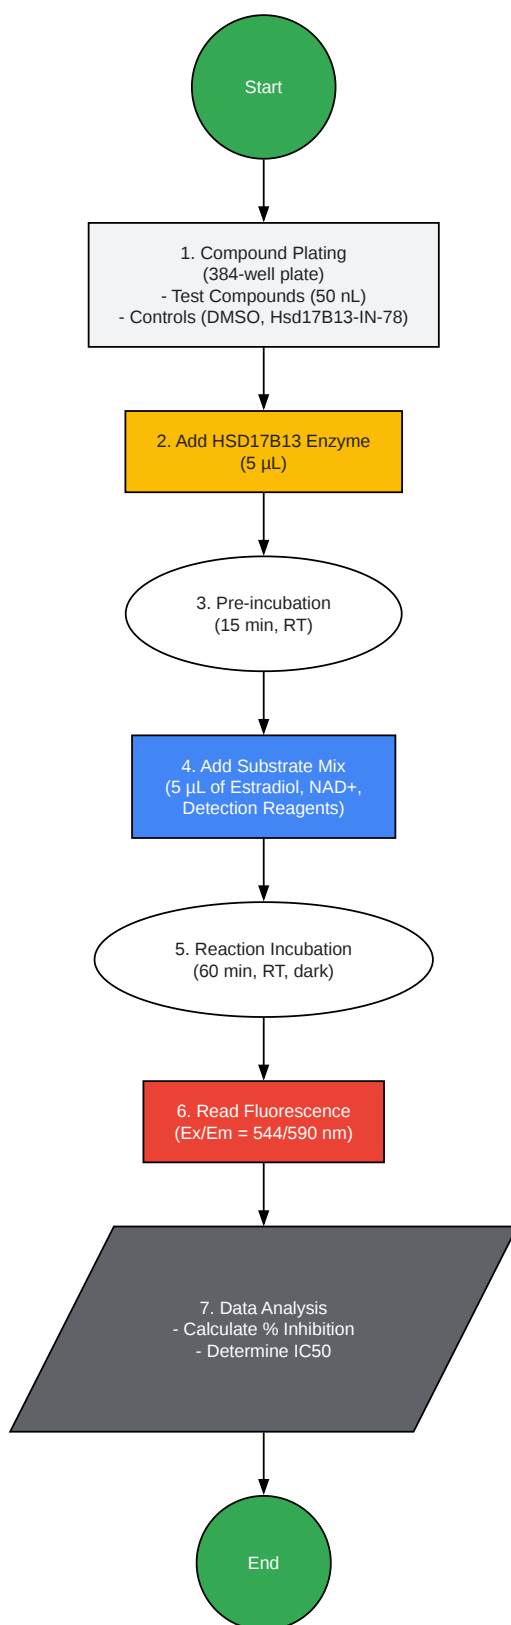 Start
1. Compound Plating
(384-well plate)
- Test Compounds (50 nL)
- Controls (DMSO, Hsd17B13-IN-78)
2. Add HSD17B13 Enzyme
(5 µL)
3. Pre-incubation
(15 min, RT)
4. Add Substrate Mix
(5 µL of Estradiol, NAD+,
Detection Reagents)
5. Reaction Incubation
(60 min, RT, dark)
6. Read Fluorescence
(Ex/Em = 544/590 nm)
7. Data Analysis
- Calculate % Inhibition
- Determine IC50
End